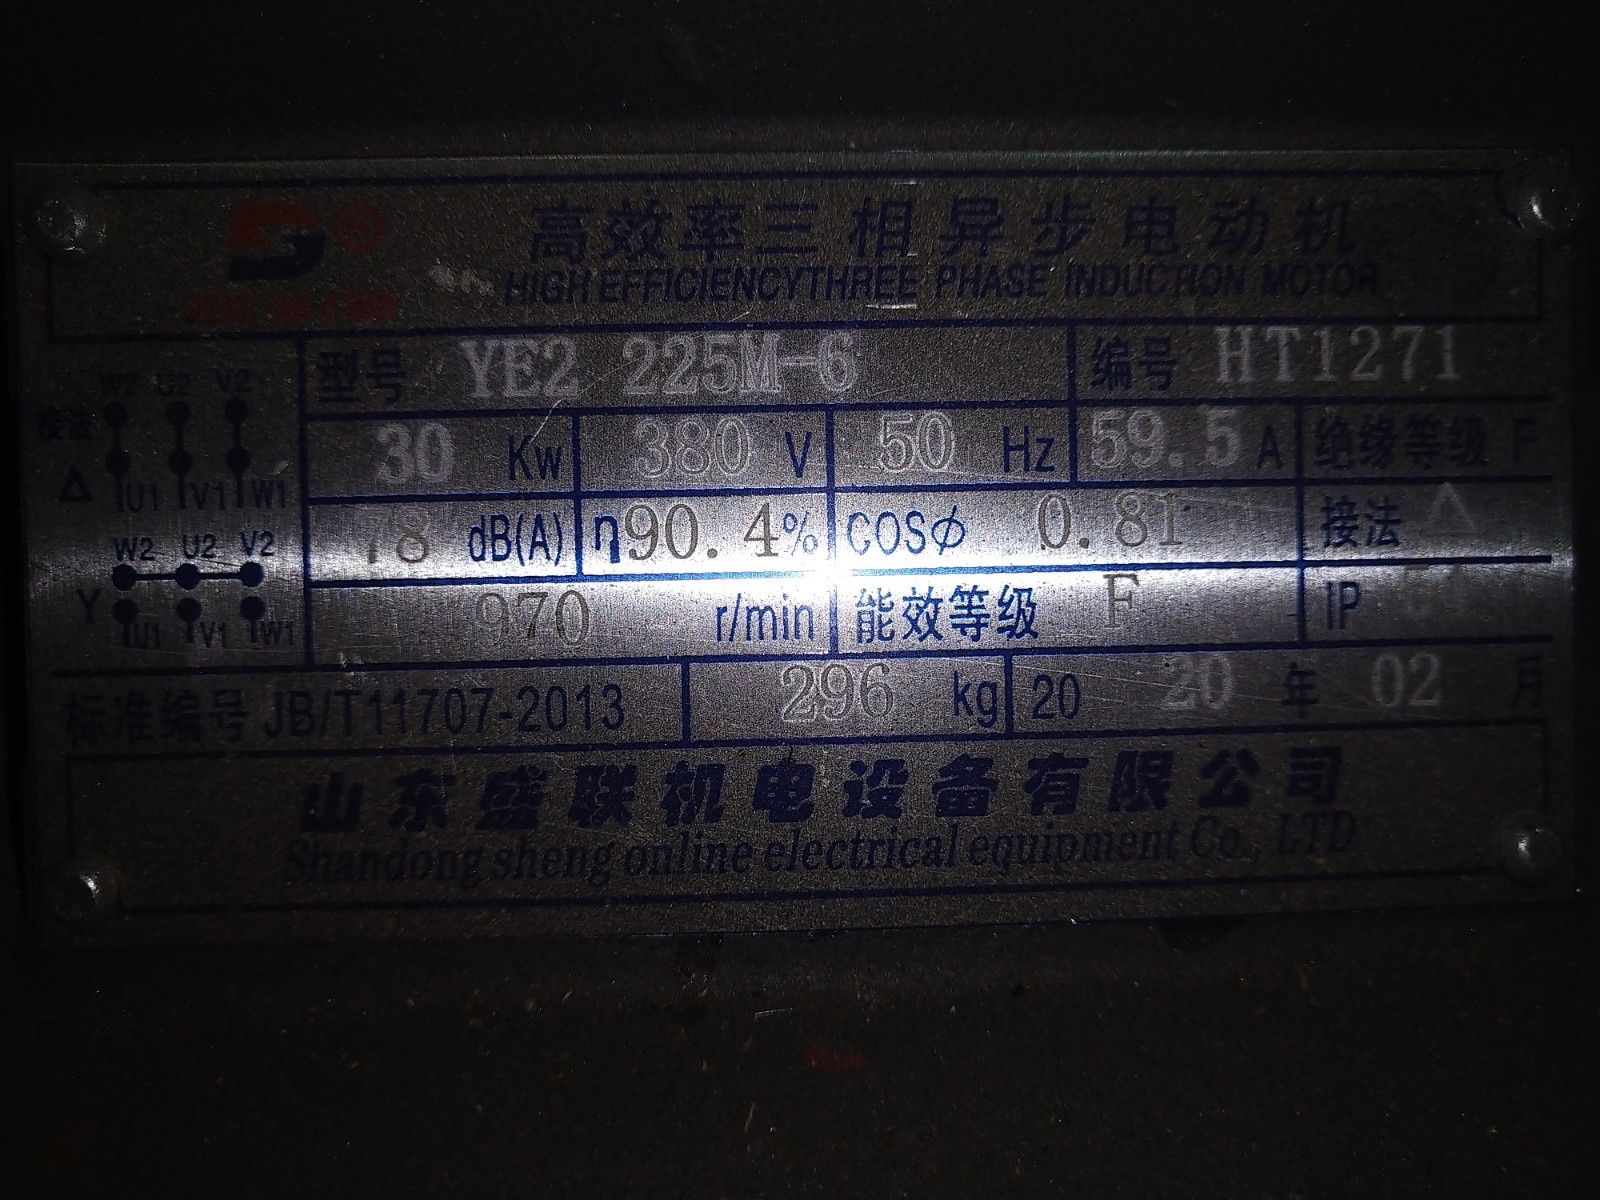 ®
高效率三相异步电动机
HIGH EFFICIENCYTHREE PHASE INDUCTION MOTOR
型号 YE2 225M-6 编号 HT1271
W2 U2 V2
接法
△ U1 V1 W1
30 Kw 380 V 50 Hz 59.5 A 绝缘等级 F
78 dB(A) η90.4% COSϕ 0.81 接法 △
W2 U2 V2
Y U1 V1 W1
970 r/min 能效等级 F IP
标准编号 JB/T11707-2013 296 kg 20 20 年 02 月
山东盛联机电设备有限公司
Shandong sheng online electrical equipment Co., LTD